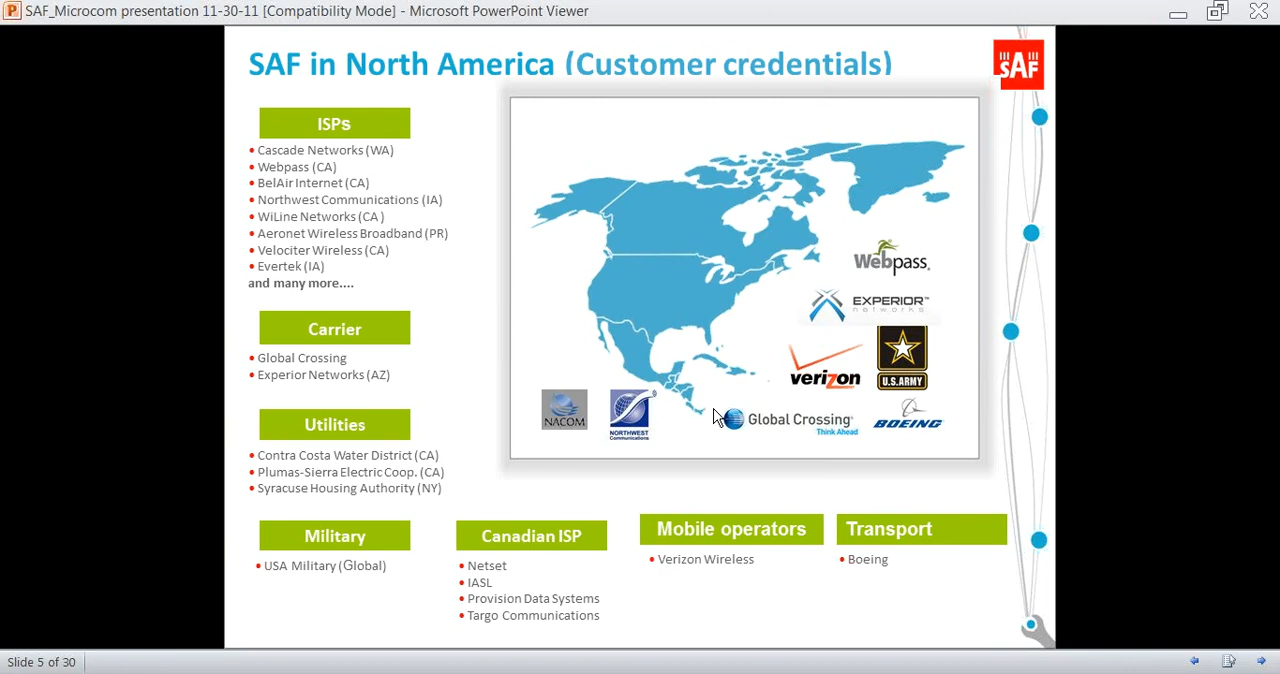 SAF_Microcom presentation 11-30-11 [Compatibility Mode] - Microsoft PowerPoint Viewer
SAF in North America (Customer credentials)
SAF
ISPs
• Cascade Networks (WA)
• Webpass (CA)
• BelAir Internet (CA)
• Northwest Communications (IA)
• WiLine Networks (CA )
• Aeronet Wireless Broadband (PR)
• Velociter Wireless (CA)
• Evertek (IA)
and many more....
Carrier
• Global Crossing
• Experior Networks (AZ)
Utilities
• Contra Costa Water District (CA)
• Plumas-Sierra Electric Coop. (CA)
• Syracuse Housing Authority (NY)
Military
• USA Military (Global)
Canadian ISP
• Netset
• IASL
• Provision Data Systems
• Targo Communications
Mobile operators
• Verizon Wireless
Transport
• Boeing
Webpass
EXPERIOR™
networks
verizon
U.S.ARMY
NACOM
NORTHWEST
Communications
Global Crossing
Think Ahead
BOEING
Slide 5 of 30